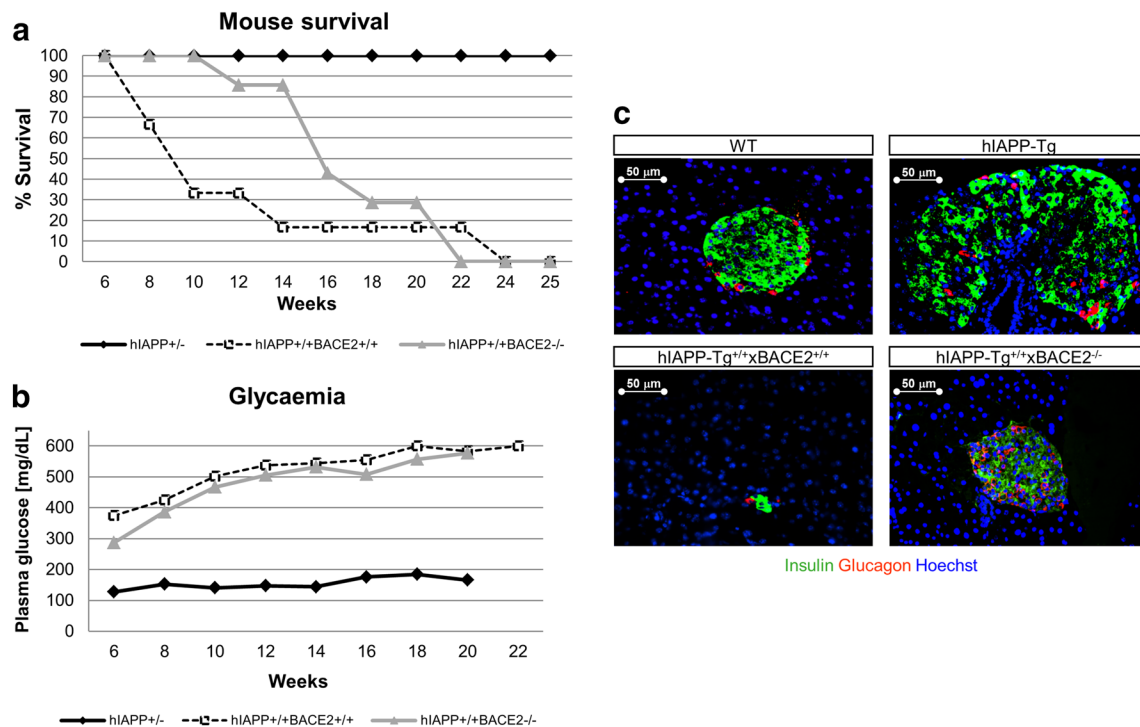 a
Mouse survival
100
90
80
70
60
50
40
30
20
10
0
% Survival
6 8 10 12 14 16 18 20 22 24 25
Weeks
hIAPP+/- hIAPP+/+BACE2+/+ hIAPP+/+BACE2-/-
b
Glycaemia
600
500
400
300
200
100
0
Plasma glucose [mg/dL]
6 8 10 12 14 16 18 20 22
Weeks
hIAPP+/- hIAPP+/+BACE2+/+ hIAPP+/+BACE2-/-
c
WT
50 µm
hIAPP-Tg
50 µm
hIAPP-Tg+/+xBACE2+/+
50 µm
hIAPP-Tg+/+xBACE2-/-
50 µm
Insulin Glucagon Hoechst